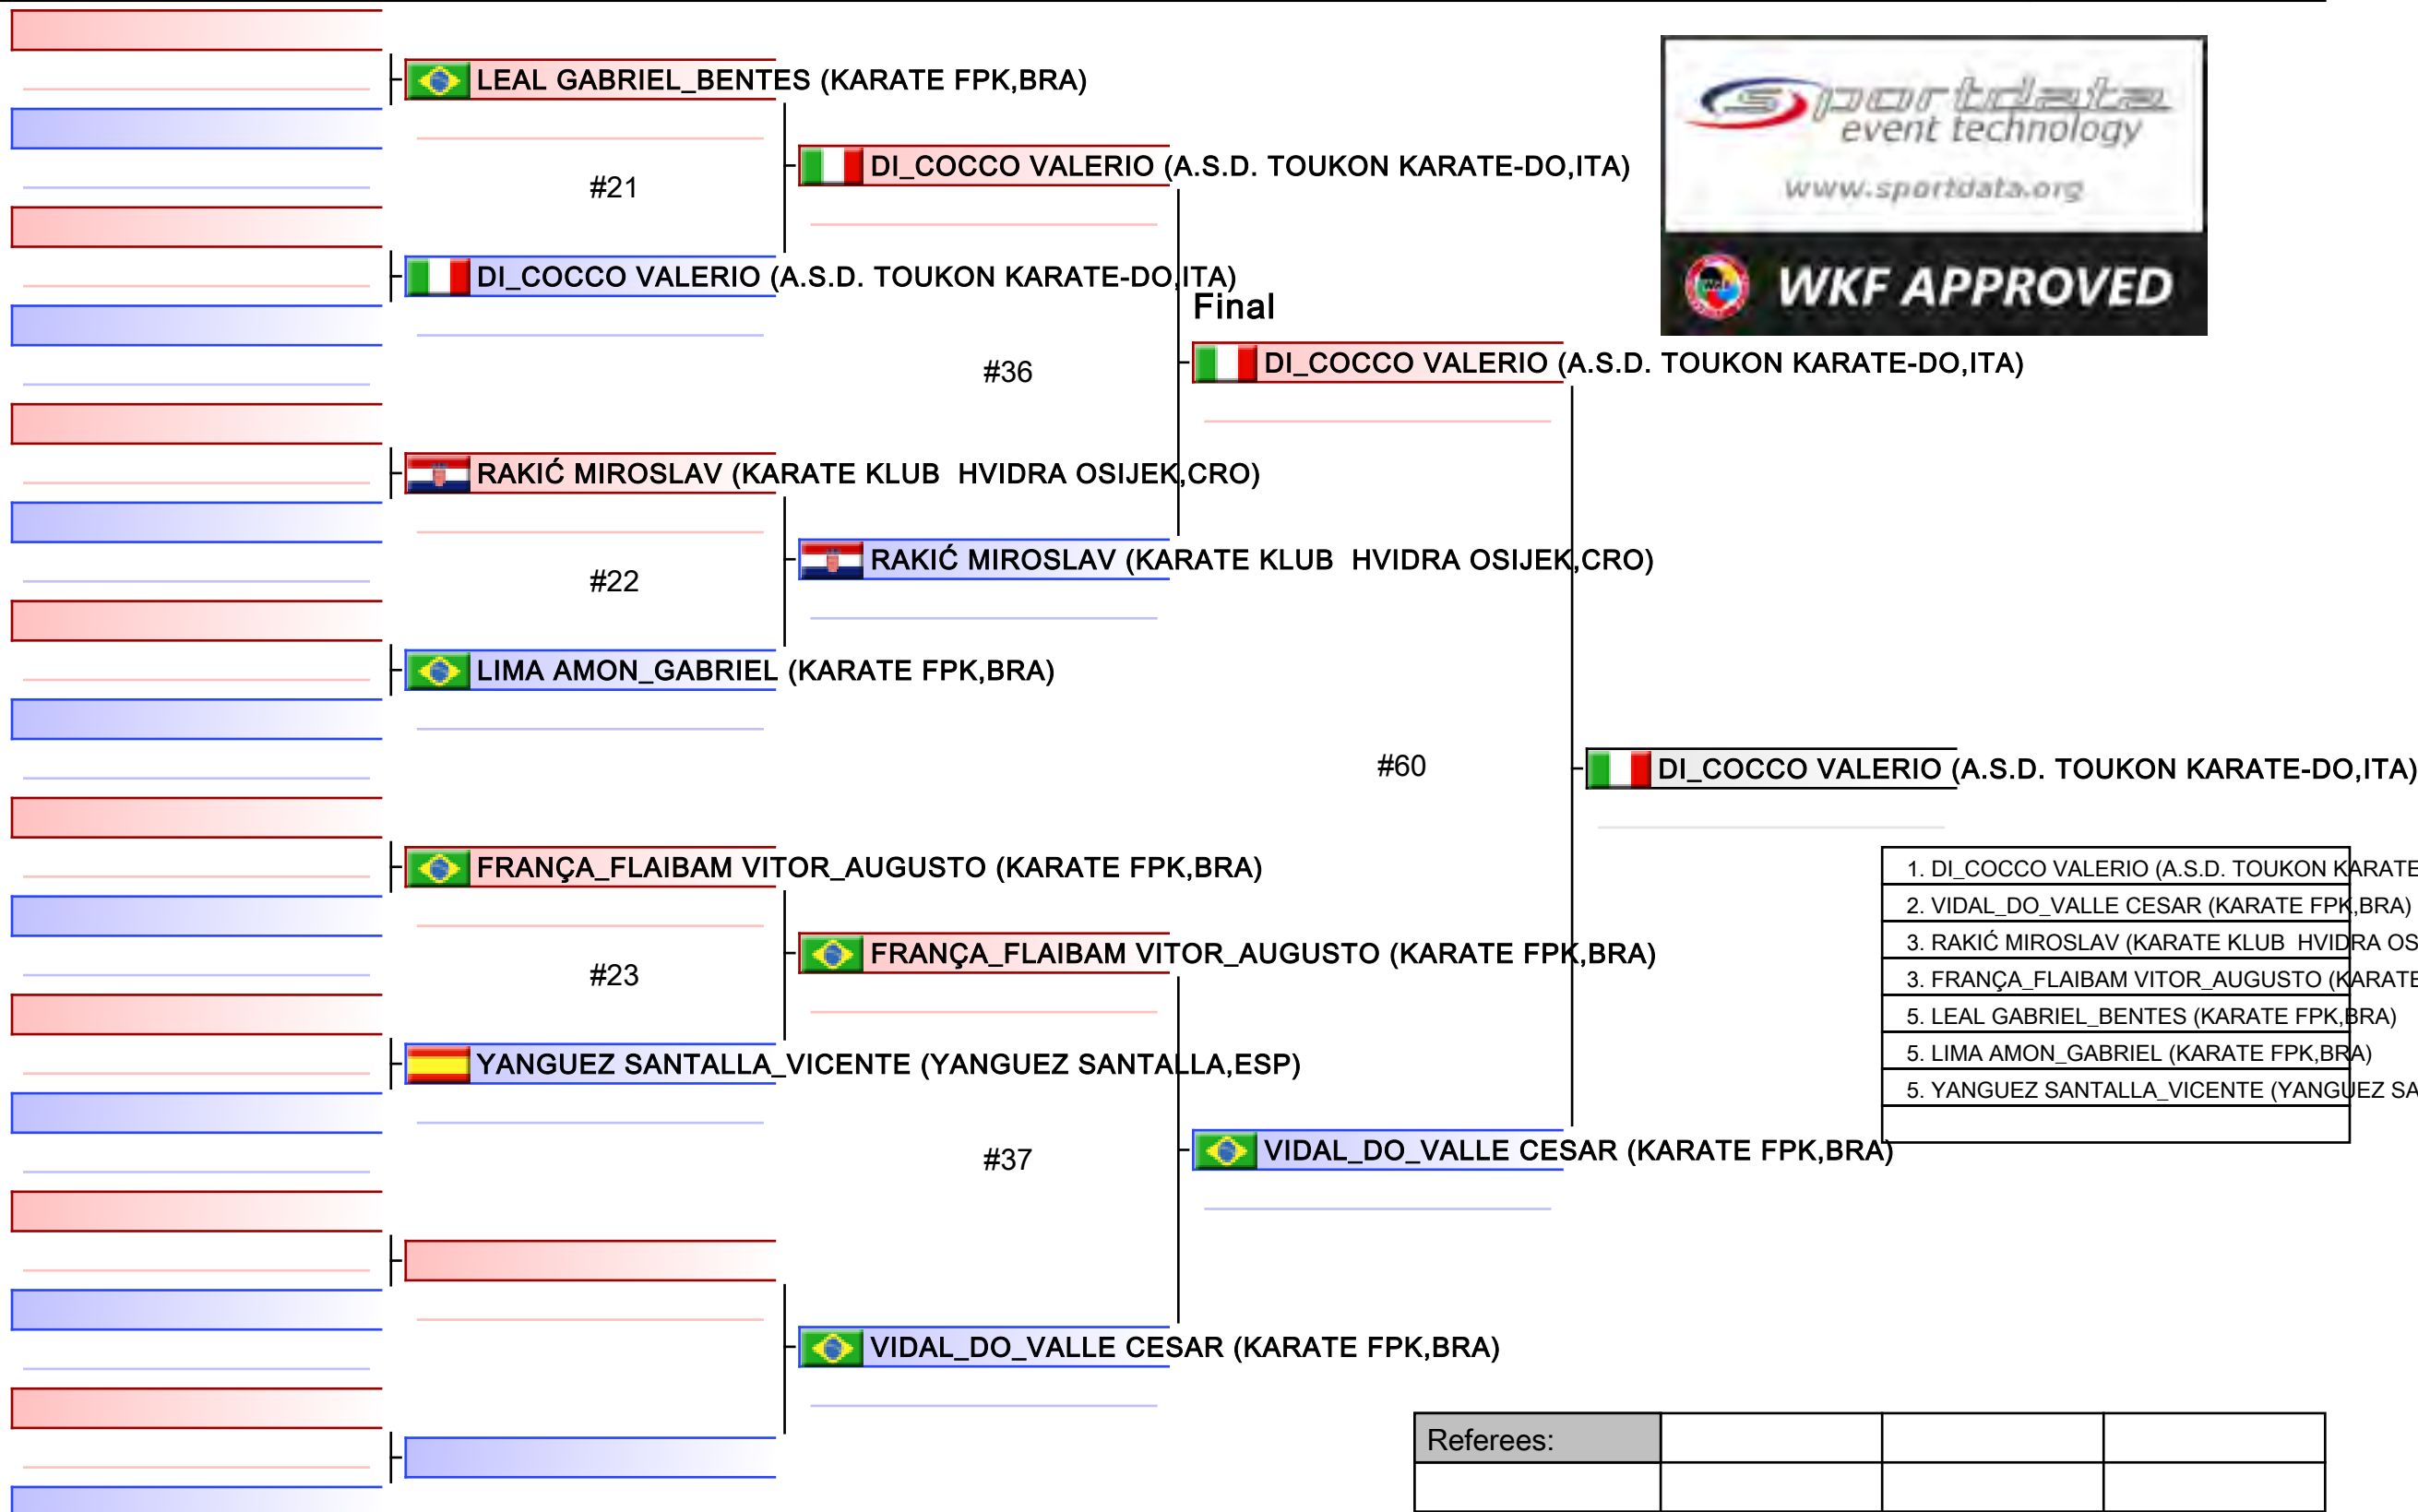 LEAL GABRIEL_BENTES (KARATE FPK,BRA)
#21
DI_COCCO VALERIO (A.S.D. TOUKON KARATE-DO,ITA)
DI_COCCO VALERIO (A.S.D. TOUKON KARATE-DO,ITA)
sportdata
event technology
www.sportdata.org
WKF APPROVED
Final
#36
DI_COCCO VALERIO (A.S.D. TOUKON KARATE-DO,ITA)
RAKIĆ MIROSLAV (KARATE KLUB  HVIDRA OSIJEK,CRO)
#22
RAKIĆ MIROSLAV (KARATE KLUB  HVIDRA OSIJEK,CRO)
LIMA AMON_GABRIEL (KARATE FPK,BRA)
#60
DI_COCCO VALERIO (A.S.D. TOUKON KARATE-DO,ITA)
FRANÇA_FLAIBAM VITOR_AUGUSTO (KARATE FPK,BRA)
#23
FRANÇA_FLAIBAM VITOR_AUGUSTO (KARATE FPK,BRA)
YANGUEZ SANTALLA_VICENTE (YANGUEZ SANTALLA,ESP)
#37
VIDAL_DO_VALLE CESAR (KARATE FPK,BRA)
VIDAL_DO_VALLE CESAR (KARATE FPK,BRA)
1. DI_COCCO VALERIO (A.S.D. TOUKON KARATE
2. VIDAL_DO_VALLE CESAR (KARATE FPK,BRA)
3. RAKIĆ MIROSLAV (KARATE KLUB  HVIDRA OS
3. FRANÇA_FLAIBAM VITOR_AUGUSTO (KARATE
5. LEAL GABRIEL_BENTES (KARATE FPK,BRA)
5. LIMA AMON_GABRIEL (KARATE FPK,BRA)
5. YANGUEZ SANTALLA_VICENTE (YANGUEZ SA
Referees: